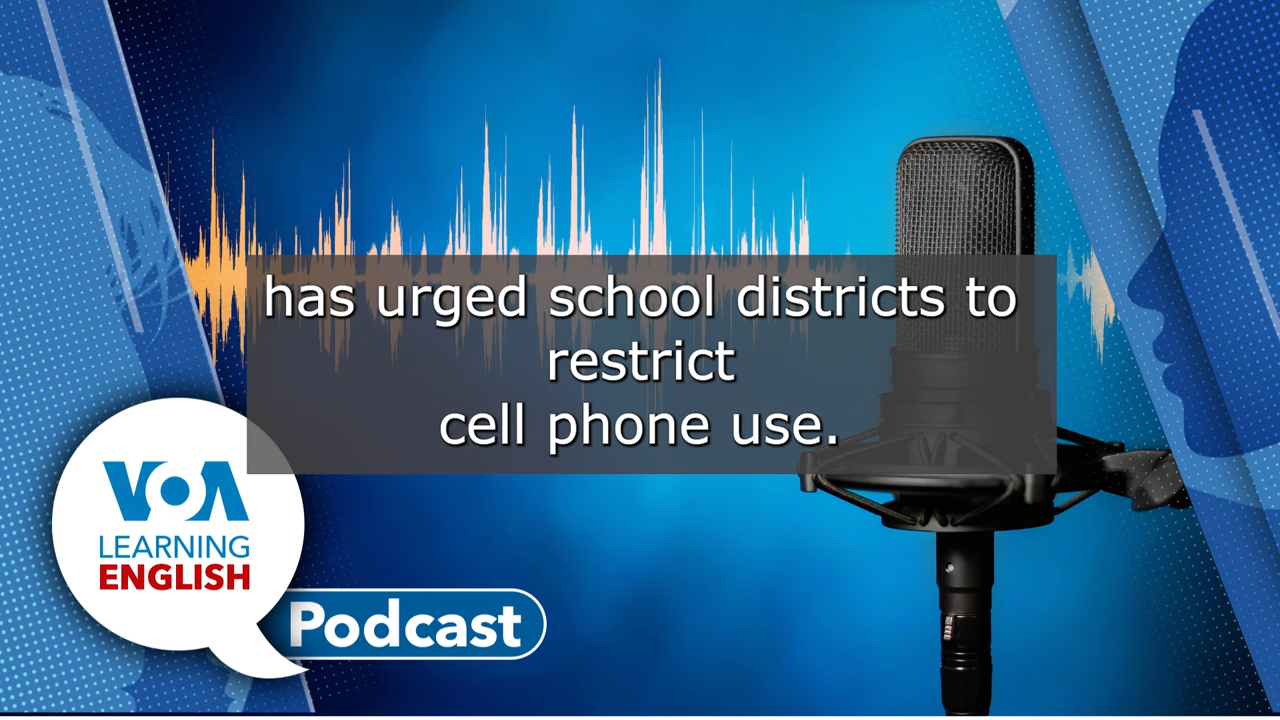 has urged school districts to
restrict
cell phone use.
VOA
LEARNING
ENGLISH
Podcast